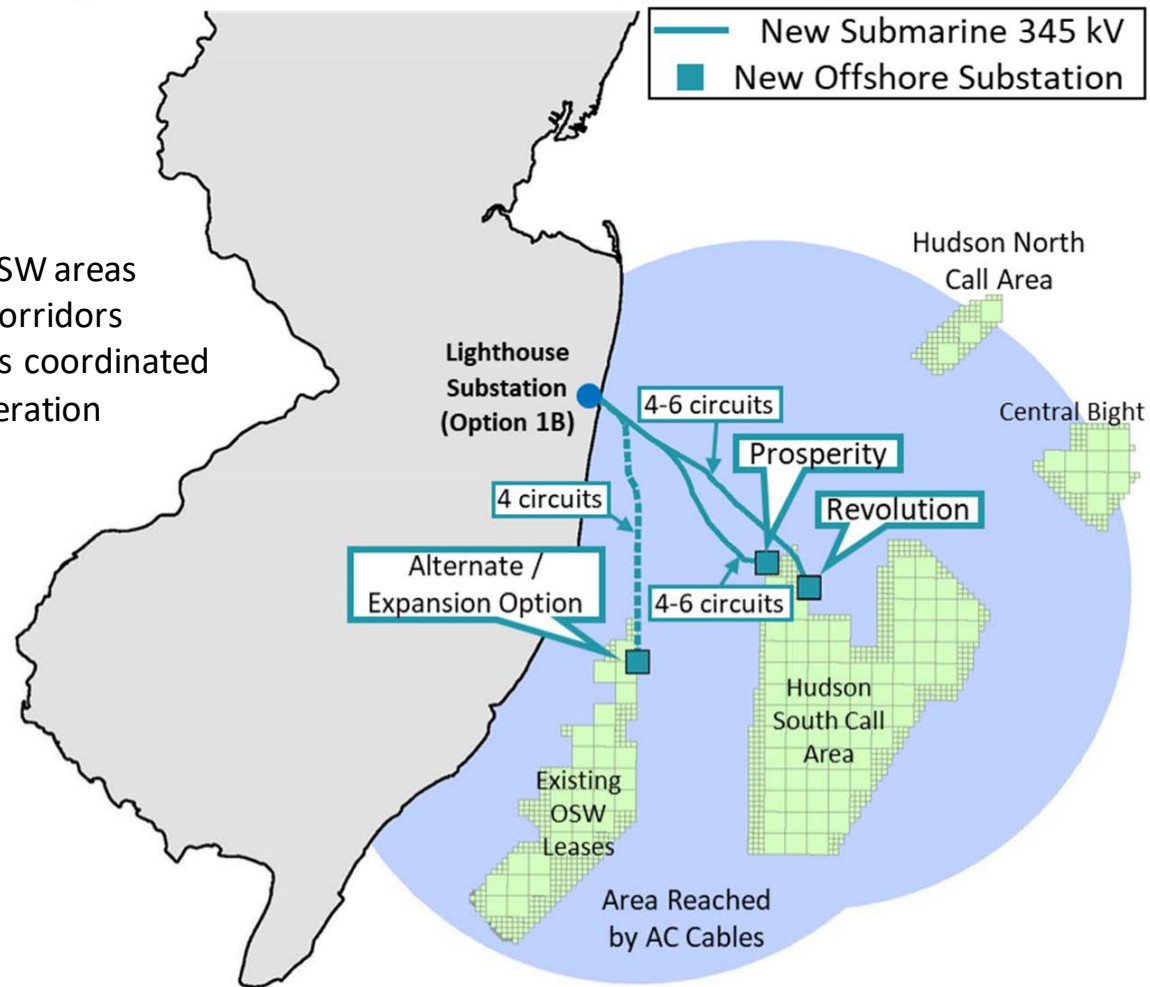 New Submarine 345 kV
New Offshore Substation
SW areas
orridors
s coordinated
eration
Hudson North
Call Area
Central Bight
Lighthouse
Substation
(Option 1B)
4-6 circuits
Prosperity
Revolution
4 circuits
Alternate /
Expansion Option
4-6 circuits
Hudson
South Call
Area
Existing
OSW
Leases
Area Reached
by AC Cables